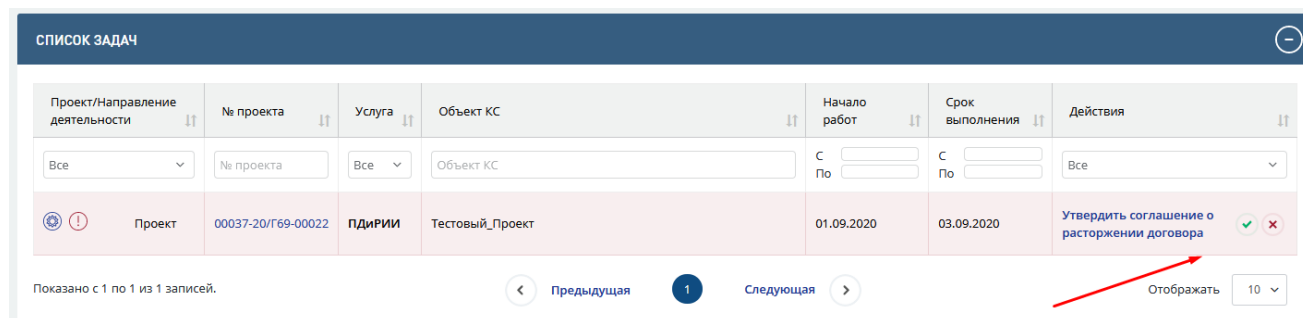 СПИСОК ЗАДАЧ
Проект/Направление
деятельности
№ проекта
Услуга
Объект КС
Начало
работ
Срок
выполнения
Действия
Все
№ проекта
Все
Объект КС
С
По
С
По
Все
Проект
00037-20/Г69-00022
ПДиРИИ
Тестовый_Проект
01.09.2020
03.09.2020
Утвердить соглашение о
расторжении договора
Показано с 1 по 1 из 1 записей.
Предыдущая
1
Следующая
Отображать
10